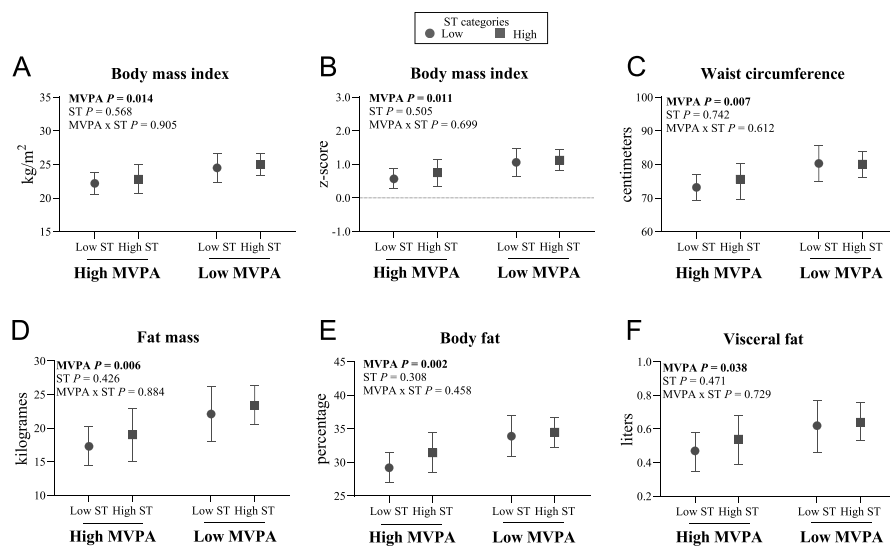 ST categories
Low High
A Body mass index
MVPA P = 0.014
ST P = 0.568
MVPA x ST P = 0.905
kg/m²
35
30
25
20
15
Low ST High ST Low ST High ST
High MVPA Low MVPA
B Body mass index
MVPA P = 0.011
ST P = 0.505
MVPA x ST P = 0.699
z-score
3.0
2.0
1.0
0.0
-1.0
Low ST High ST Low ST High ST
High MVPA Low MVPA
C Waist circumference
MVPA P = 0.007
ST P = 0.742
MVPA x ST P = 0.612
centimeters
100
90
80
70
60
Low ST High ST Low ST High ST
High MVPA Low MVPA
D Fat mass
MVPA P = 0.006
ST P = 0.426
MVPA x ST P = 0.884
kilogrames
30
25
20
15
10
Low ST High ST Low ST High ST
High MVPA Low MVPA
E Body fat
MVPA P = 0.002
ST P = 0.308
MVPA x ST P = 0.458
percentage
45
40
35
30
25
Low ST High ST Low ST High ST
High MVPA Low MVPA
F Visceral fat
MVPA P = 0.038
ST P = 0.471
MVPA x ST P = 0.729
liters
1.0
0.8
0.6
0.4
0.2
Low ST High ST Low ST High ST
High MVPA Low MVPA